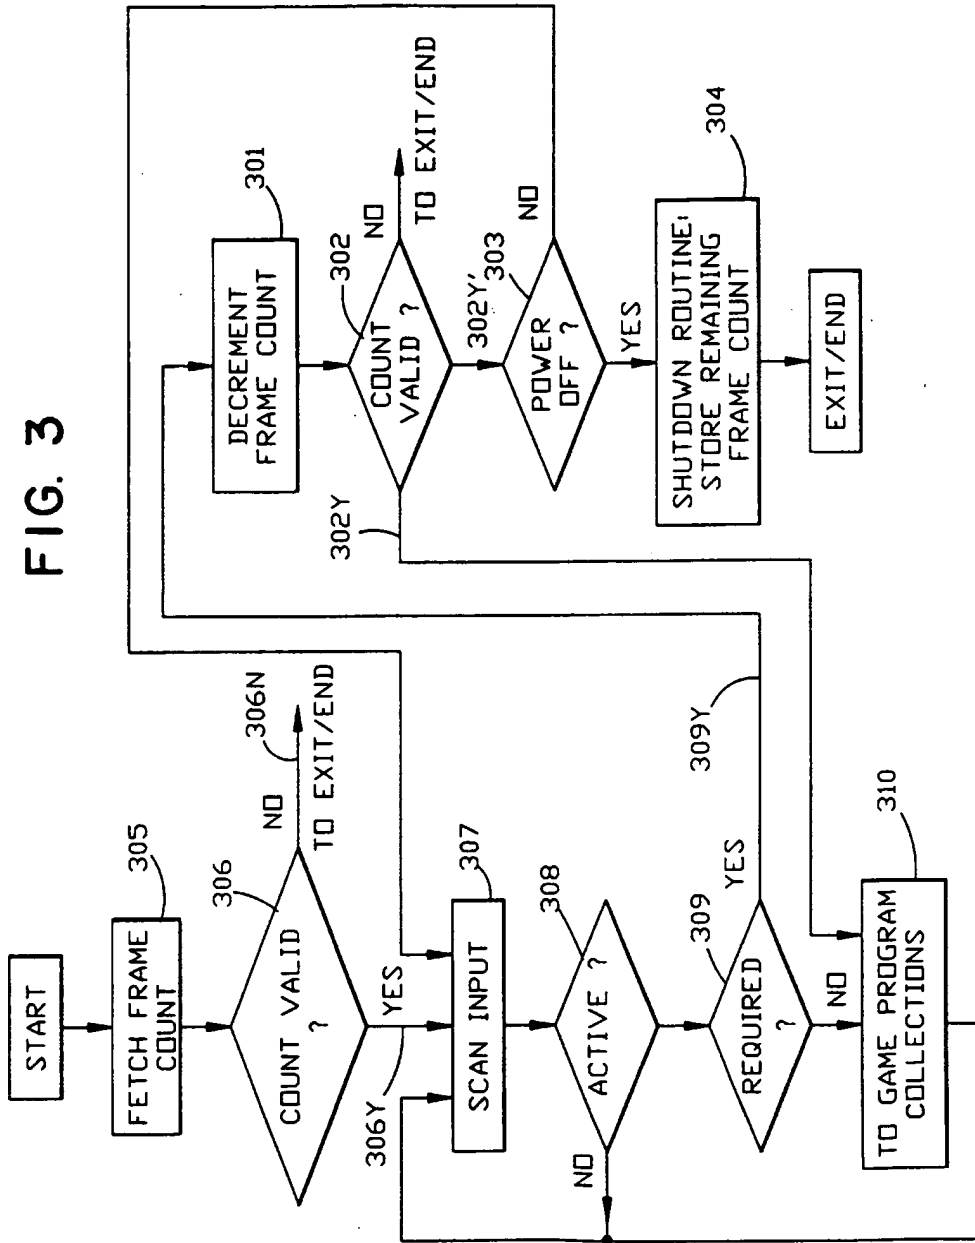 FIG. 3
START
FETCH FRAME
COUNT
305
COUNT VALID
?
306
NO
306N
TO EXIT/END
306Y
YES
SCAN INPUT
307
ACTIVE ?
308
NO
REQUIRED
?
309
YES
309Y
NO
TO GAME PROGRAM
COLLECTIONS
310
DECREMENT
FRAME COUNT
301
COUNT
VALID ?
302
NO
TO EXIT/END
302Y
302Y'
POWER
OFF ?
303
NO
YES
SHUTDOWN ROUTINE:
STORE REMAINING
FRAME COUNT
304
EXIT/END